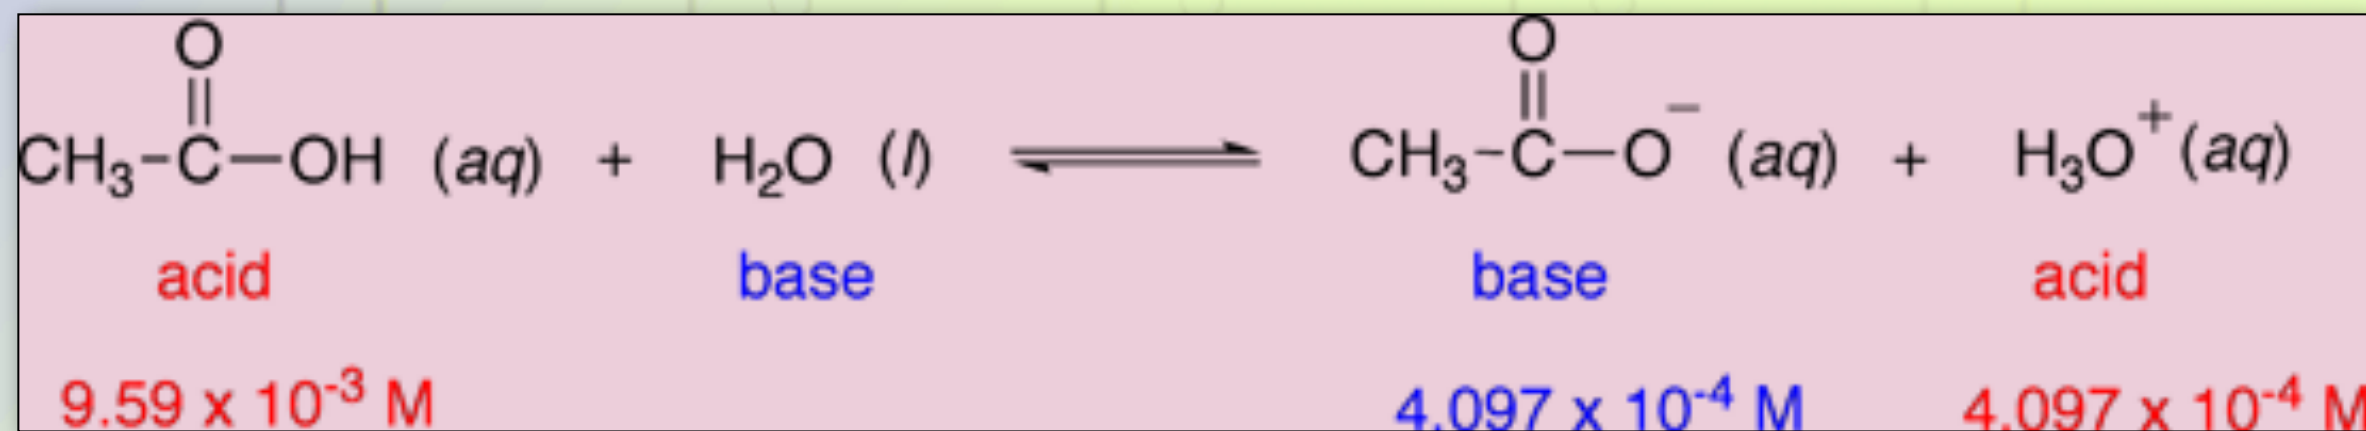 O
O
CH₃-C-OH (aq) + H₂O (l) ⇌ CH₃-C-O⁻ (aq) + H₃O⁺ (aq)
acid base base acid
9.59 x 10⁻³ M 4.097 x 10⁻⁴ M 4.097 x 10⁻⁴ M